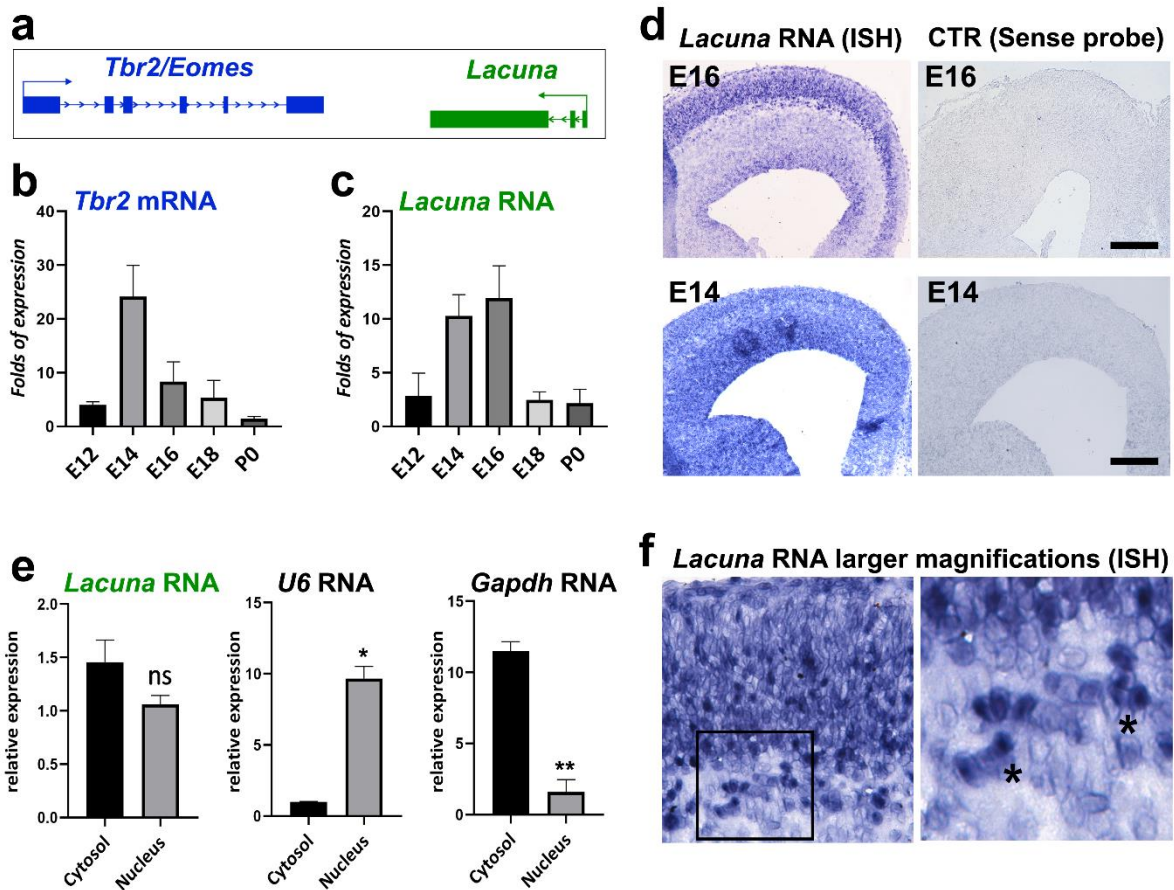 a
Tbr2/Eomes
Lacuna
b
Tbr2 mRNA
Folds of expression
40
30
20
10
0
E12
E14
E16
E18
P0
c
Lacuna RNA
Folds of expression
20
15
10
5
0
E12
E14
E16
E18
P0
d
Lacuna RNA (ISH)
CTR (Sense probe)
E16
E16
E14
E14
e
Lacuna RNA
relative expression
1.5
1.0
0.5
0.0
ns
Cytosol
Nucleus
U6 RNA
relative expression
15
10
5
0
*
Cytosol
Nucleus
Gapdh RNA
relative expression
15
10
5
0
**
Cytosol
Nucleus
f
Lacuna RNA larger magnifications (ISH)
*
*